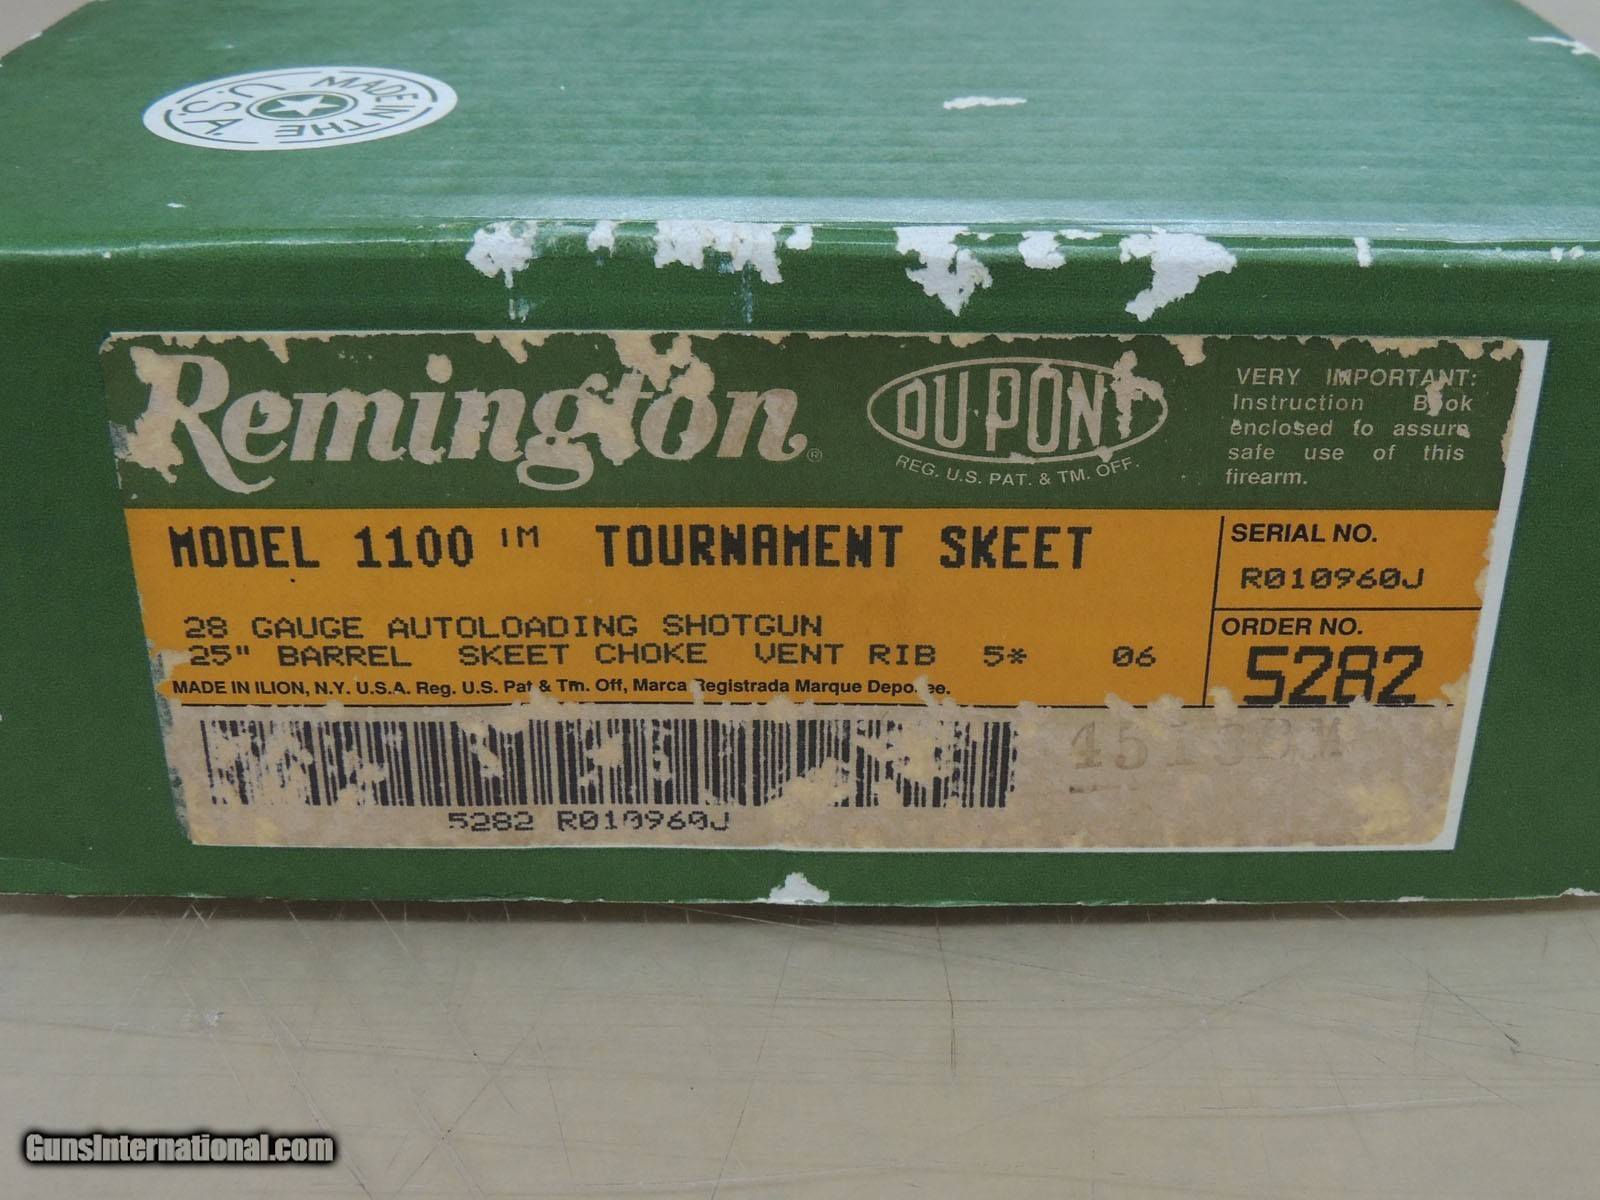 MADE IN THE
U.S.A.
Remington®
DU PONT
REG. U.S. PAT. & TM. OFF.
VERY IMPORTANT:
Instruction Book
enclosed to assure
safe use of this
firearm.
MODEL 1100 TM TOURNAMENT SKEET
SERIAL NO.
R010960J
28 GAUGE AUTOLOADING SHOTGUN
25" BARREL SKEET CHOKE VENT RIB 5* 06
ORDER NO.
5282
MADE IN ILION, N.Y. U.S.A. Reg. U.S. Pat & Tm. Off, Marca Registrada Marque Depo
5282 R010960J
GunsInternational.com